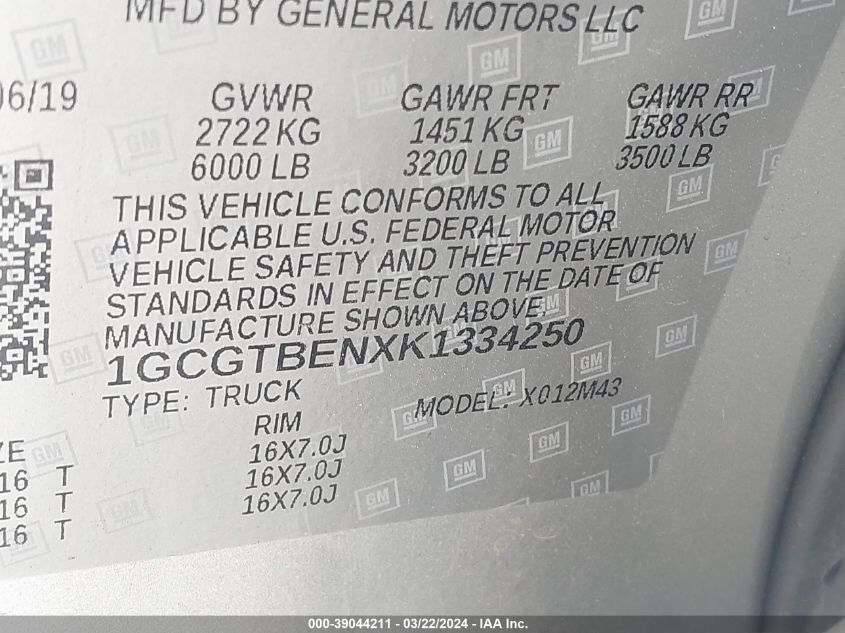 MFD BY GENERAL MOTORS LLC
06/19 GVWR GAWR FRT GAWR RR
2722 KG 1451 KG 1588 KG
6000 LB 3200 LB 3500 LB
THIS VEHICLE CONFORMS TO ALL
APPLICABLE U.S. FEDERAL MOTOR
VEHICLE SAFETY AND THEFT PREVENTION
STANDARDS IN EFFECT ON THE DATE OF
MANUFACTURE SHOWN ABOVE.
1GCGTBENXK1334250
TYPE: TRUCK MODEL: X012M43
RIM
ZE 16X7.0J
16 T 16X7.0J
16 T 16X7.0J
16 T
000-39044211 - 03/22/2024 - IAA Inc.